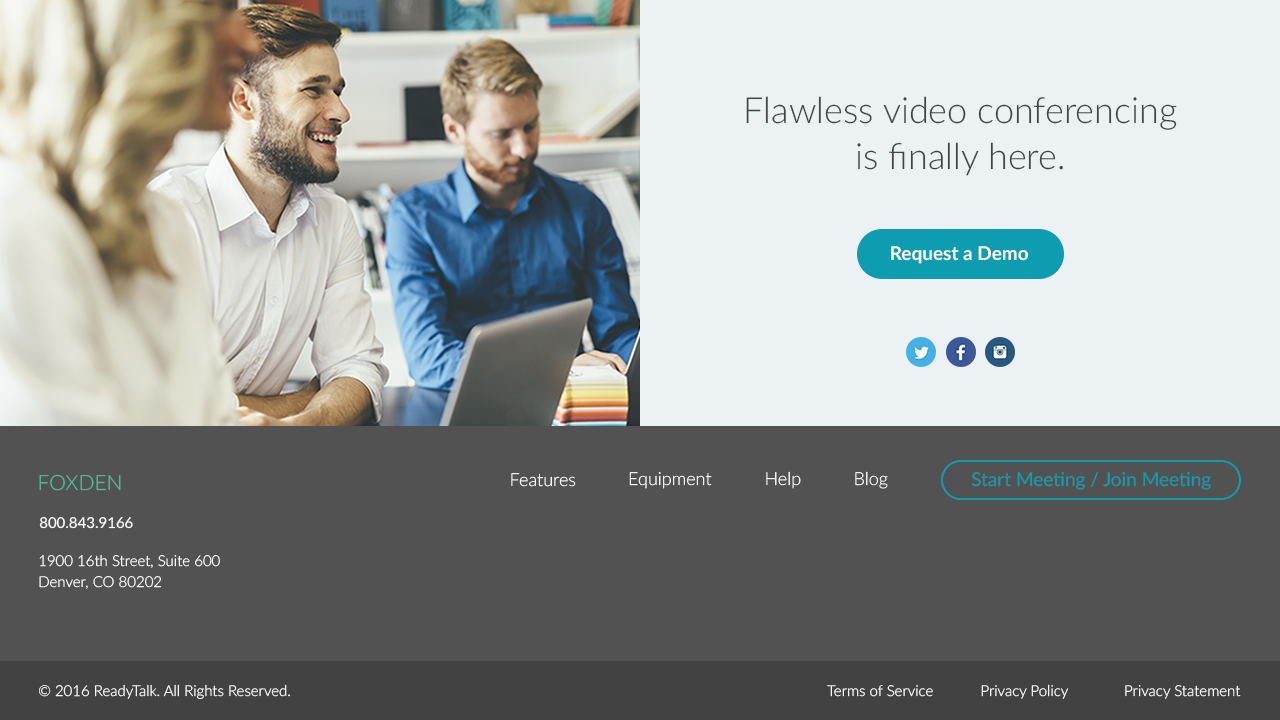 Flawless video conferencing
is finally here.
Request a Demo
FOXDEN
Features
Equipment
Help
Blog
Start Meeting / Join Meeting
800.843.9166
1900 16th Street, Suite 600
Denver, CO 80202
© 2016 ReadyTalk. All Rights Reserved.
Terms of Service
Privacy Policy
Privacy Statement